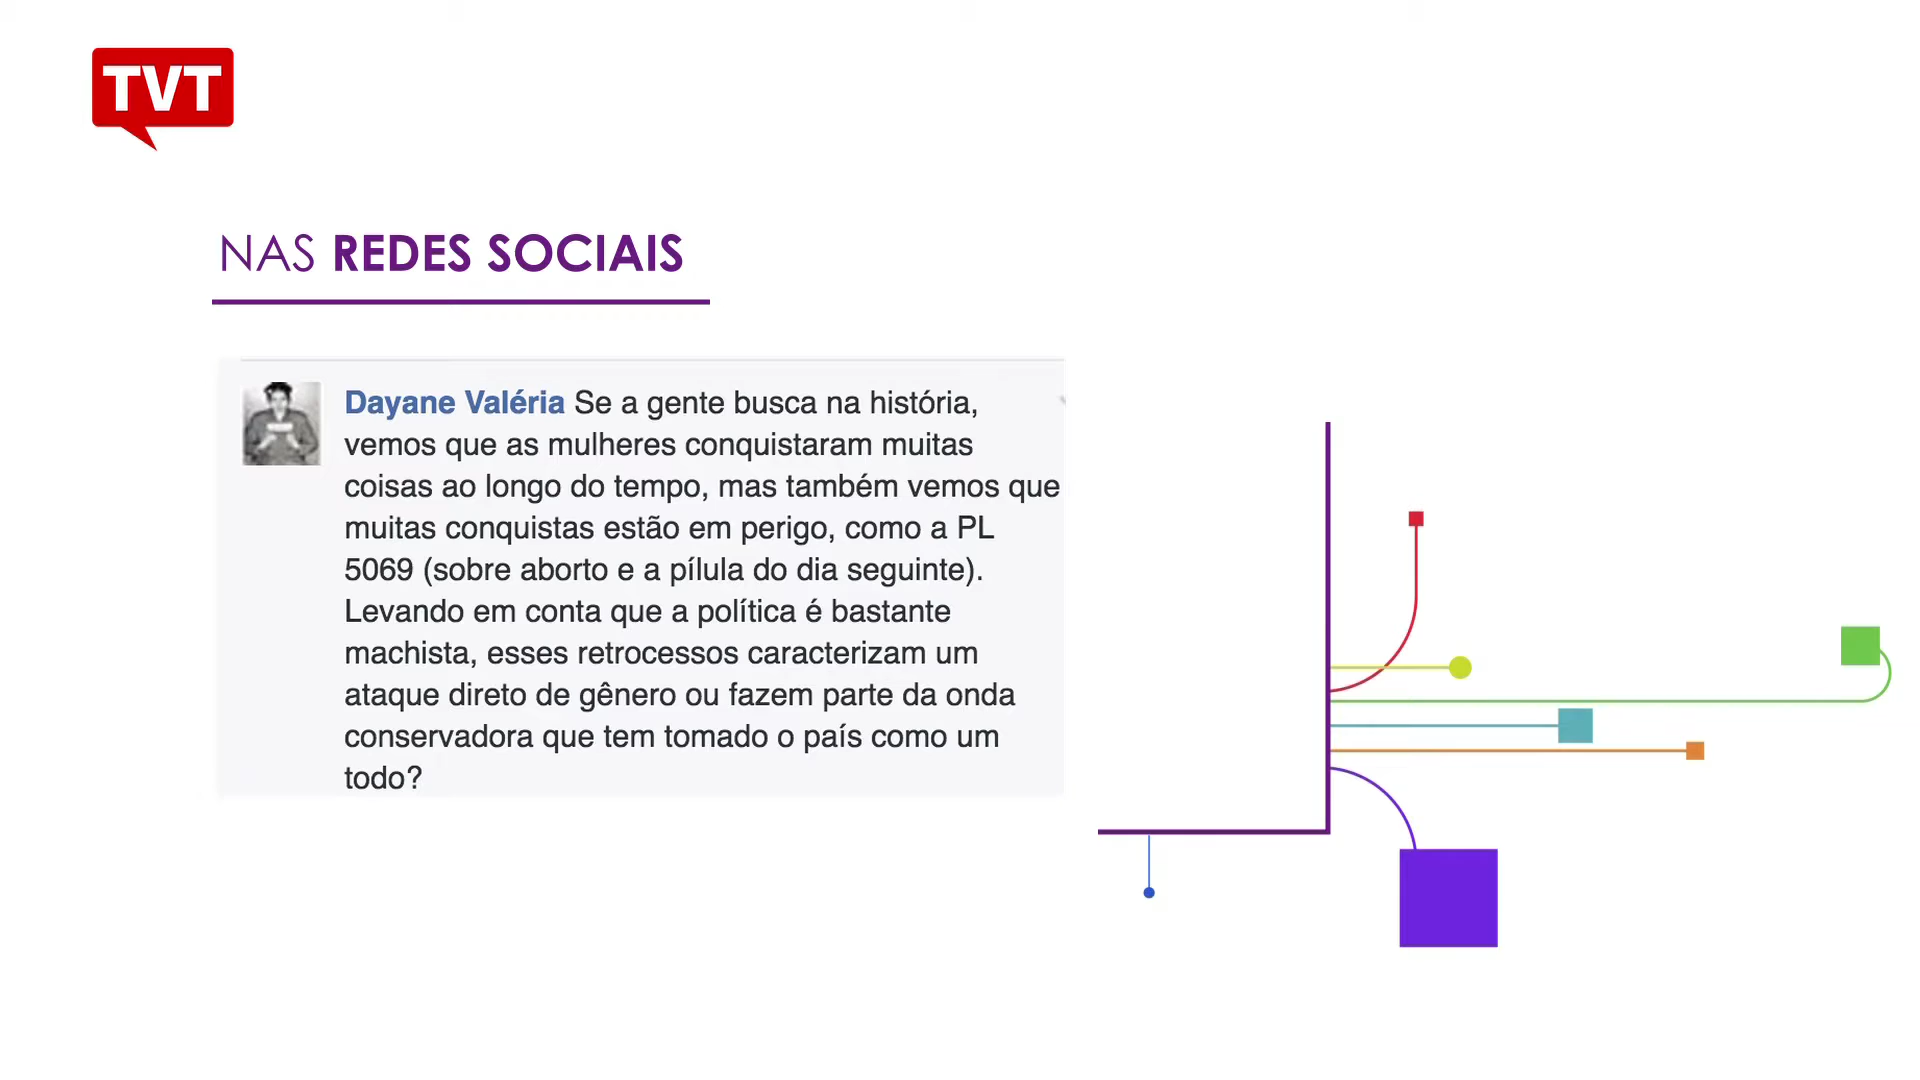 TVT
NAS REDES SOCIAIS
Dayane Valéria Se a gente busca na história,
vemos que as mulheres conquistaram muitas
coisas ao longo do tempo, mas também vemos que
muitas conquistas estão em perigo, como a PL
5069 (sobre aborto e a pílula do dia seguinte).
Levando em conta que a política é bastante
machista, esses retrocessos caracterizam um
ataque direto de gênero ou fazem parte da onda
conservadora que tem tomado o país como um
todo?